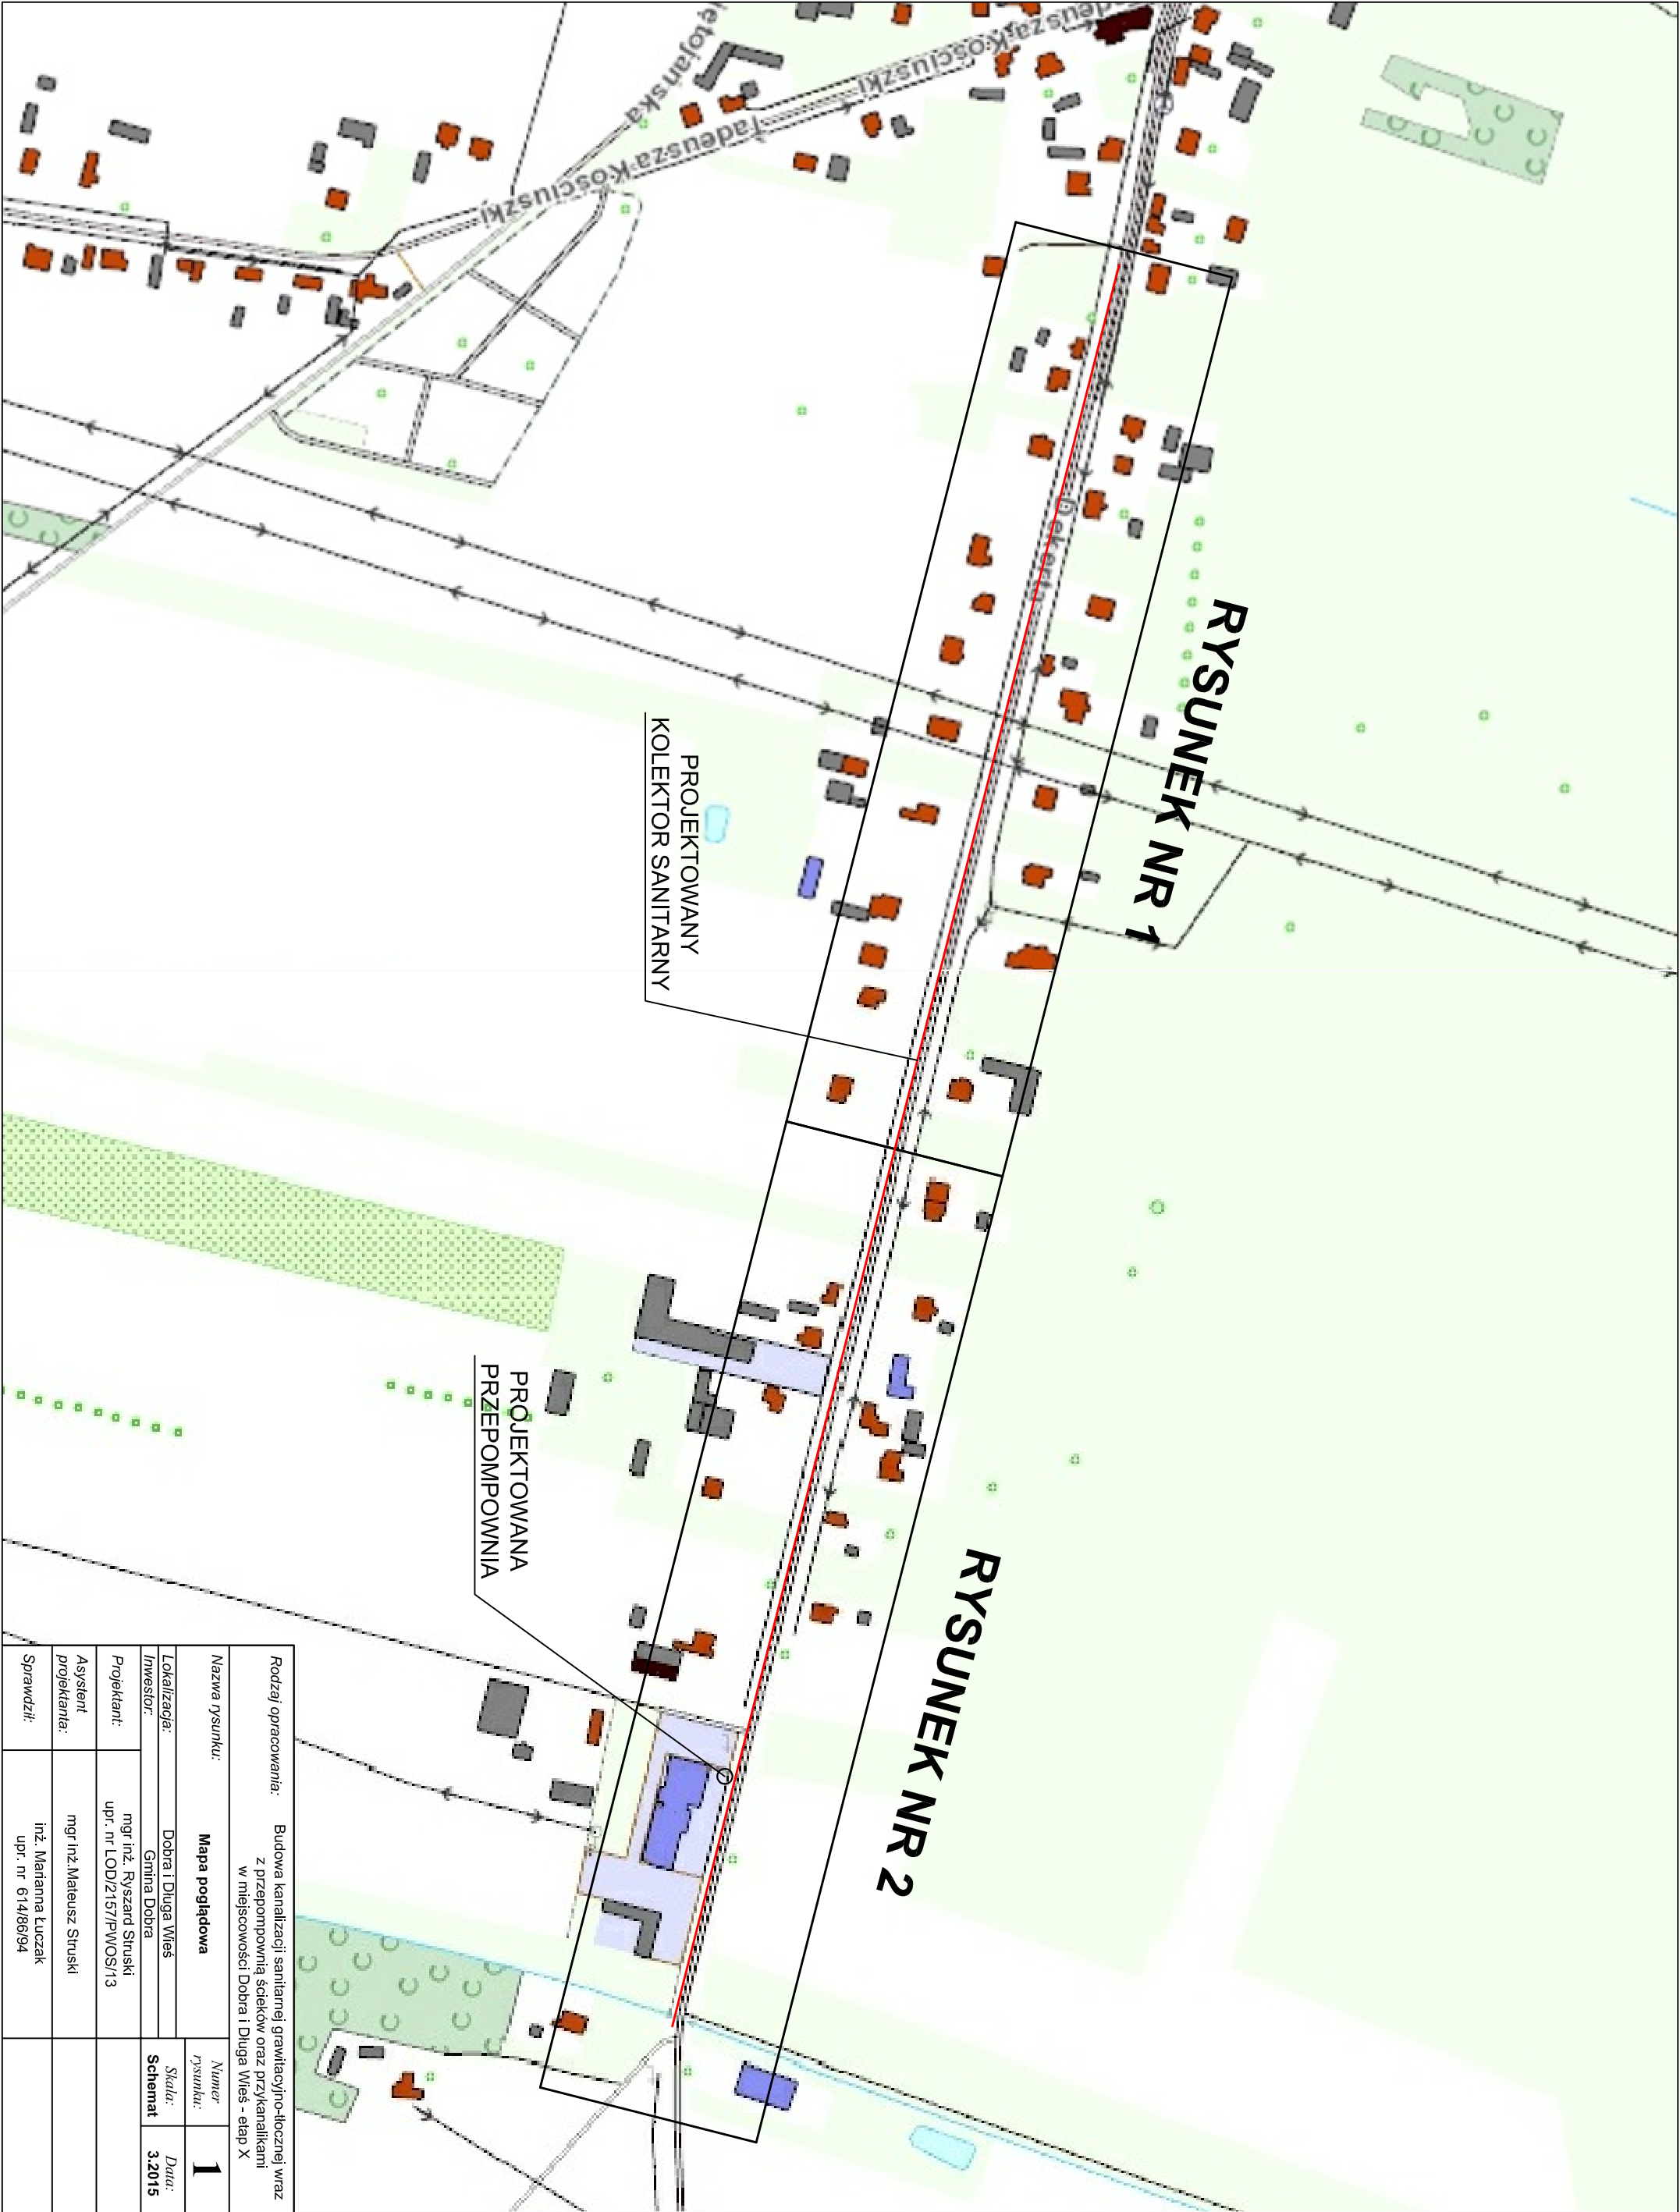 RYSUNEK NR 1
RYSUNEK NR 2
PROJEKTOWANY
KOLEKTOR SANITARNY
PROJEKTOWANA
PRZEPOMPOWNIA
Tadeusza Kościuszki
Tadeusza Kościuszki
ętojańska
Dekerta
Rodzaj opracowania:
Budowa kanalizacji sanitarnej grawitacyjno-tłocznej wraz
z przepompownią ścieków oraz przykanalikami
w miejscowości Dobra i Długa Wieś - etap X
Nazwa rysunku:
Mapa poglądowa
Numer
rysunku:
1
Lokalizacja:
Dobra i Długa Wieś
Inwestor:
Gmina Dobra
Skala:
Schemat
Data:
3.2015
Projektant:
mgr inż. Ryszard Struski
upr. nr LOD/2157/PWOS/13
Asystent
projektanta:
mgr inż.Mateusz Struski
Sprawdził:
inż. Marianna Łuczak
upr. nr 614/86/94